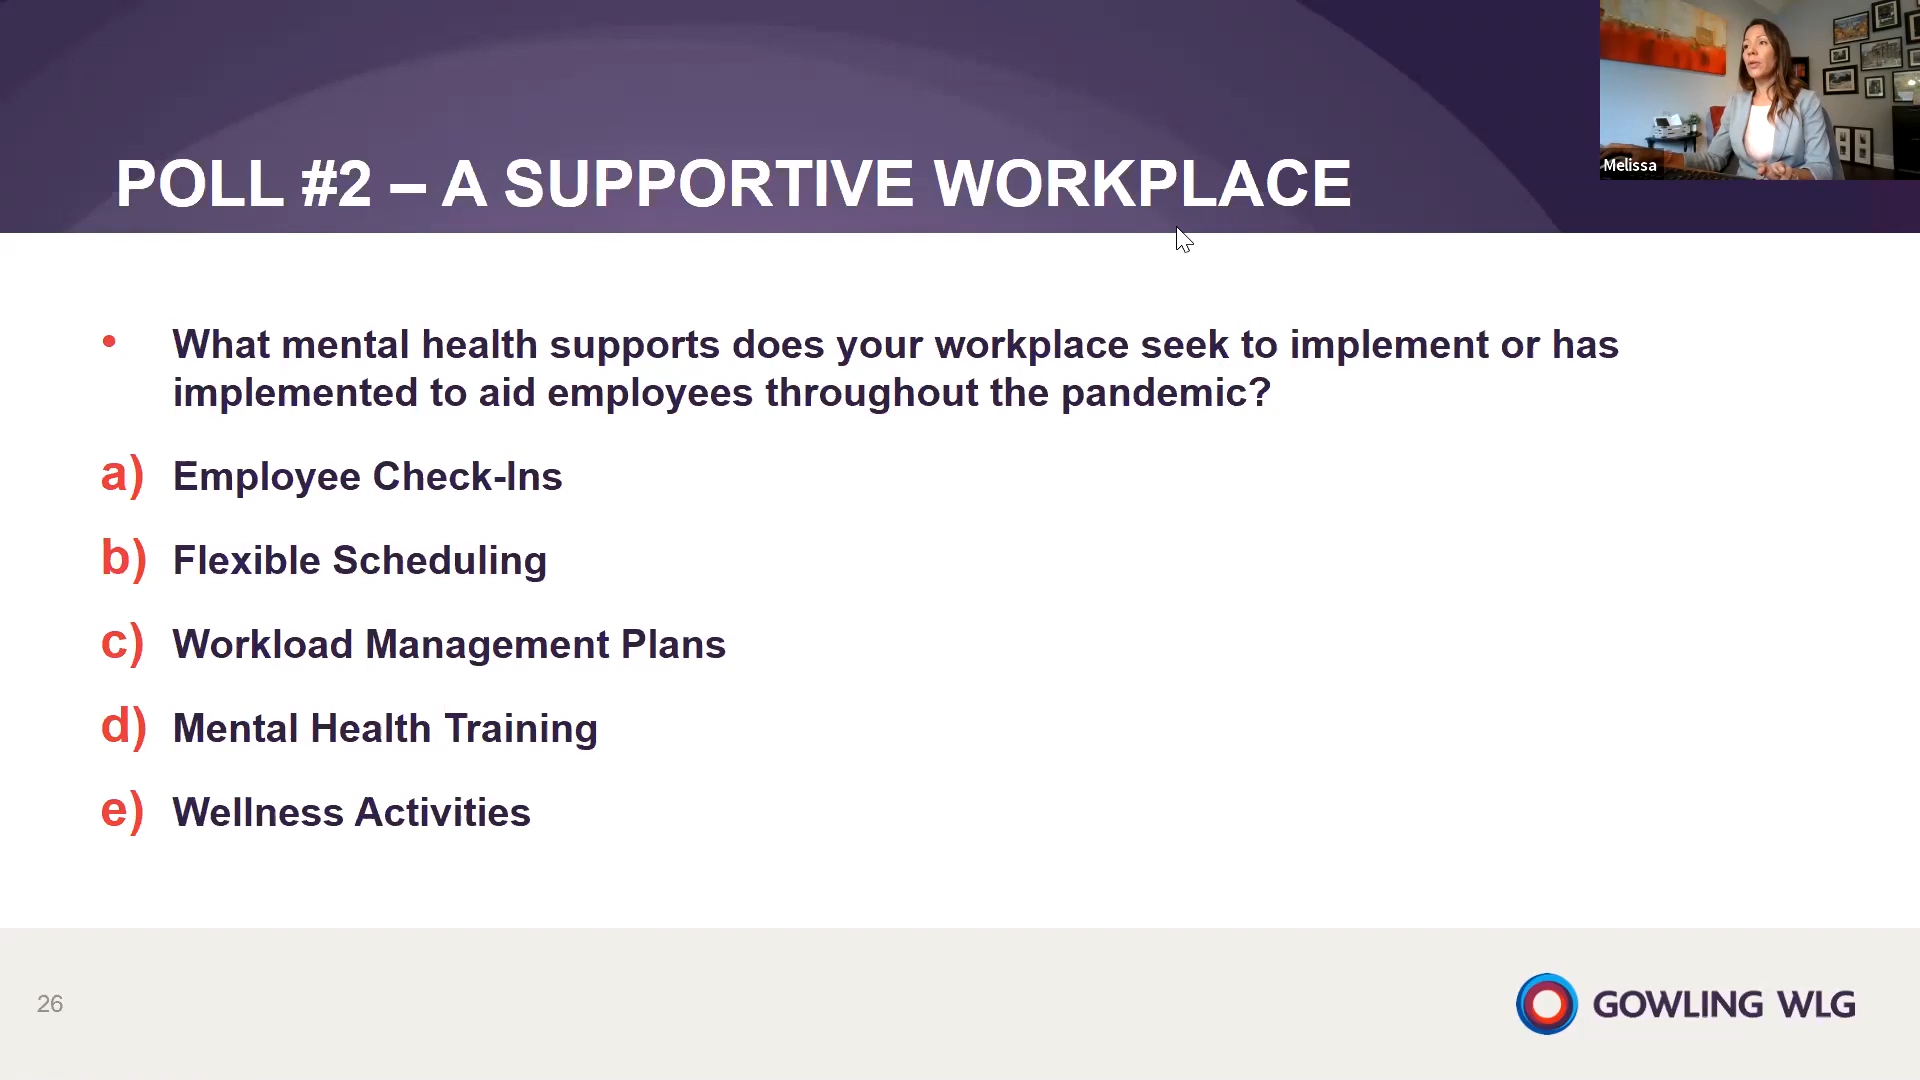 POLL #2 – A SUPPORTIVE WORKPLACE
Melissa
• What mental health supports does your workplace seek to implement or has
implemented to aid employees throughout the pandemic?
a) Employee Check-Ins
b) Flexible Scheduling
c) Workload Management Plans
d) Mental Health Training
e) Wellness Activities
26
GOWLING WLG